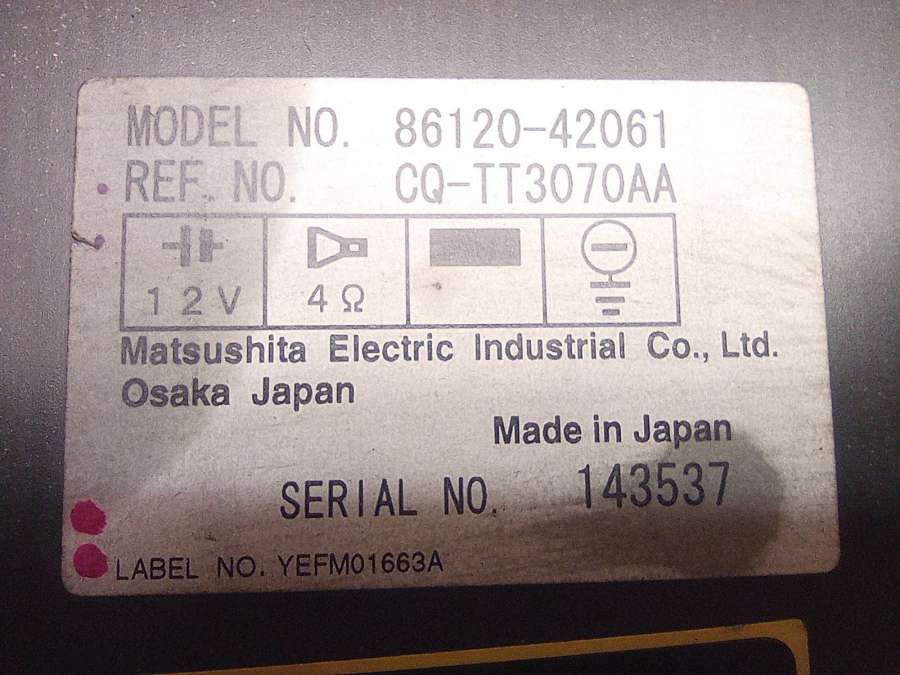 MODEL NO. 86120-42061
REF. NO. CQ-TT3070AA
12V 4Ω
Matsushita Electric Industrial Co., Ltd.
Osaka Japan
Made in Japan
SERIAL NO. 143537
LABEL NO. YEFM01663A